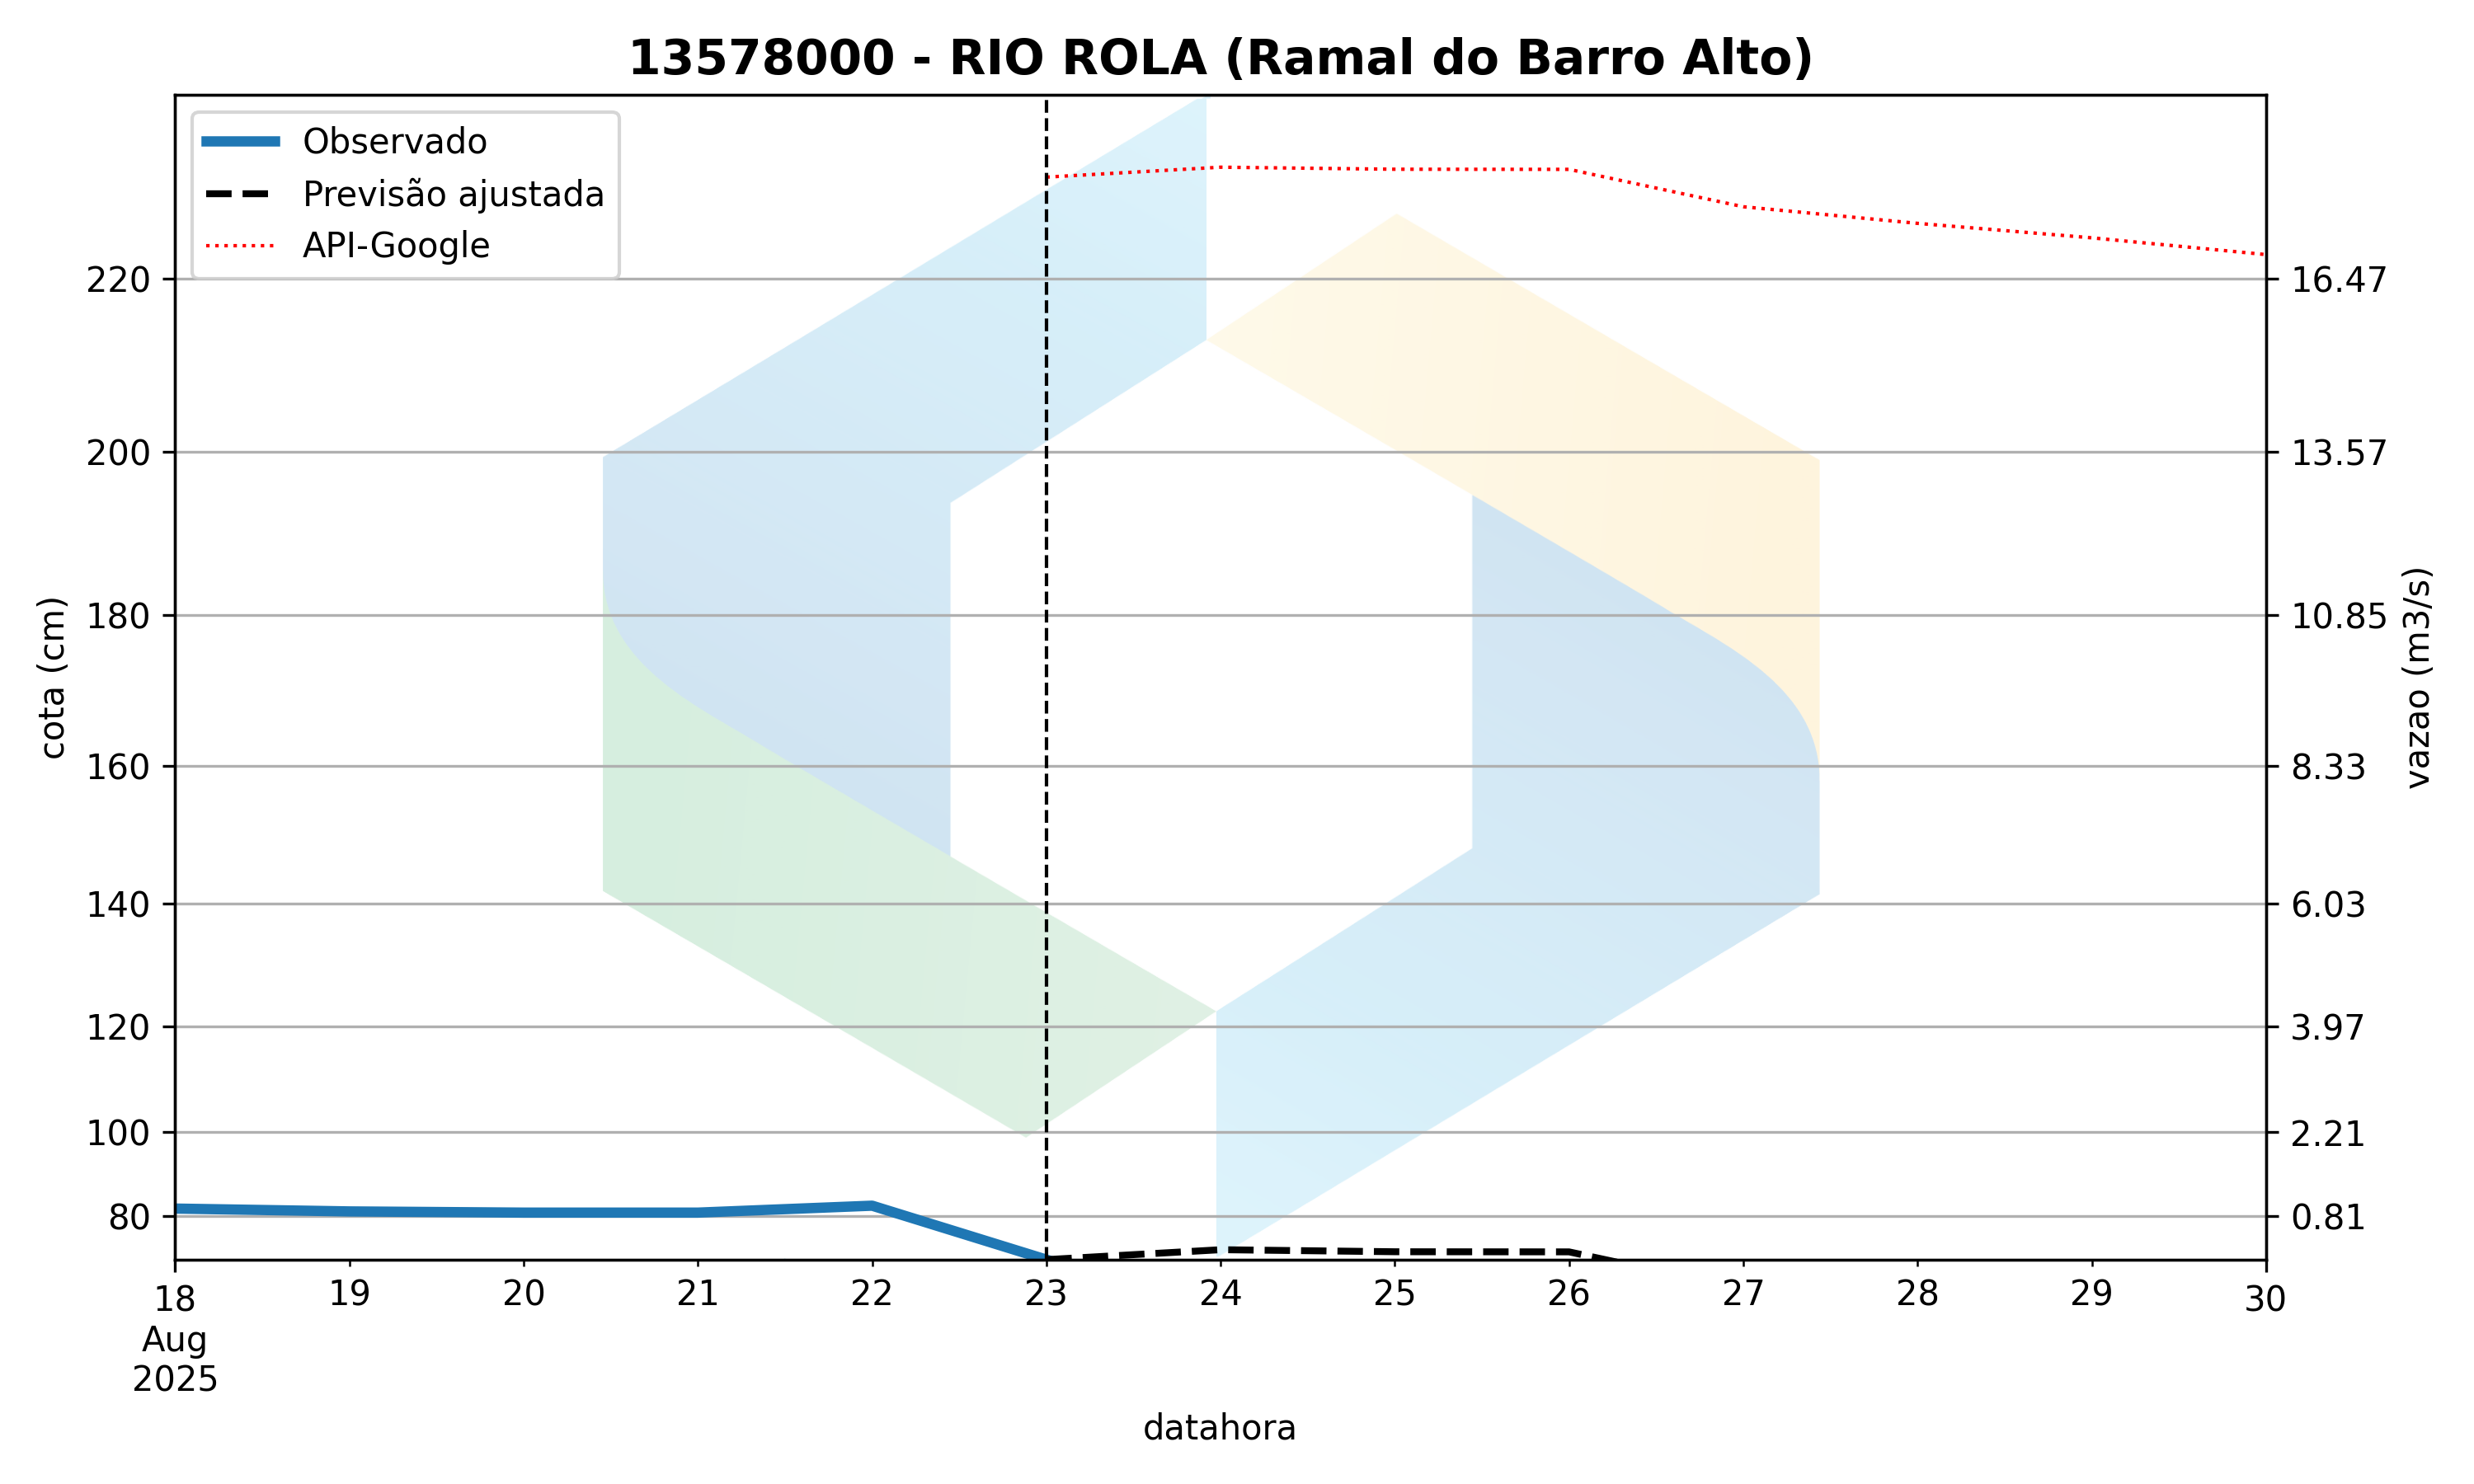 13578000 - RIO ROLA (Ramal do Barro Alto)
Observado
Previsão ajustada
API-Google
220
200
180
160
140
120
100
80
cota (cm)
16.47
13.57
10.85
8.33
6.03
3.97
2.21
0.81
vazao (m3/s)
18 19 20 21 22 23 24 25 26 27 28 29 30
Aug
2025
datahora